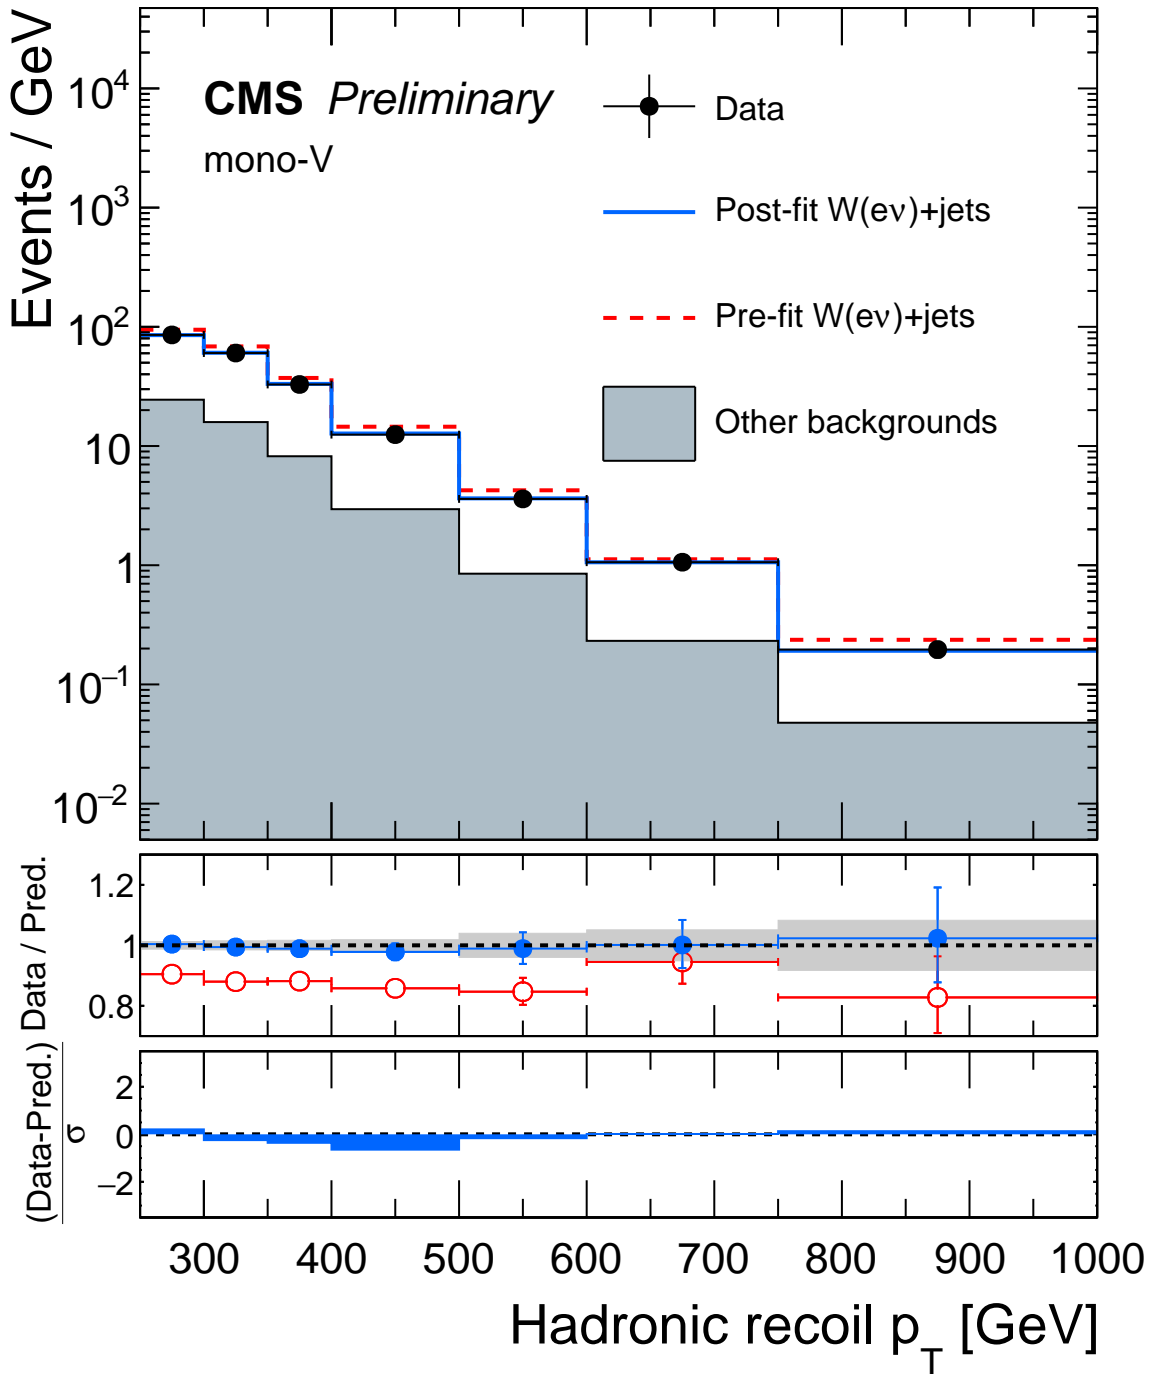 CMS Preliminary
mono-V
Data
Post-fit W(eν)+jets
Pre-fit W(eν)+jets
Other backgrounds
Events / GeV
10⁴
10³
10²
10
1
10⁻¹
10⁻²
Data / Pred.
1.2
1
0.8
(Data-Pred.)
σ
2
0
−2
300 400 500 600 700 800 900 1000
Hadronic recoil p_T [GeV]